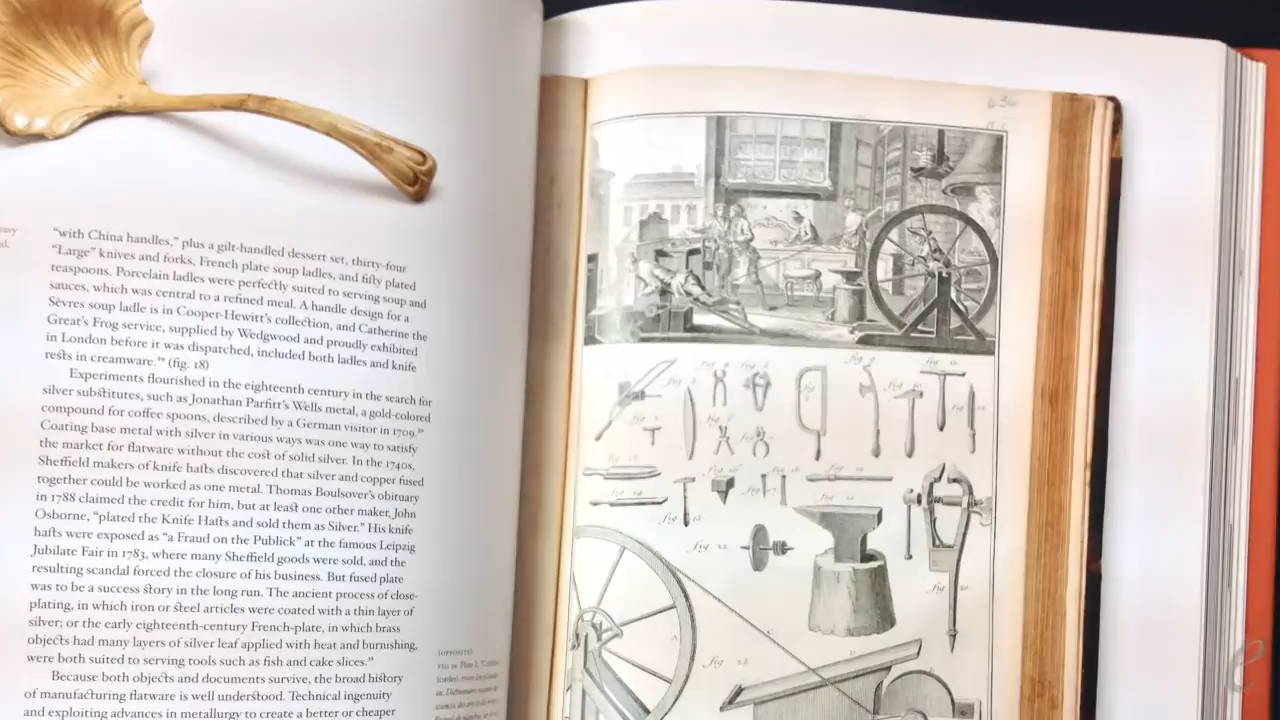 “with China handles,” plus a gilt-handled dessert set, thirty-four
“Large” knives and forks, French plate soup ladles, and fifty plated
teaspoons. Porcelain ladles were perfectly suited to serving soup and
sauces, which was central to a refined meal. A handle design for a
Sèvres soup ladle is in Cooper-Hewitt’s collection, and Catherine the
Great’s Frog service, supplied by Wedgwood and proudly exhibited
in London before it was dispatched, included both ladles and knife
rests in creamware.²⁹ (fig. 18)
Experiments flourished in the eighteenth century in the search for
silver substitutes, such as Jonathan Parfitt’s Wells metal, a gold-colored
compound for coffee spoons, described by a German visitor in 1709.³⁰
Coating base metal with silver in various ways was one way to satisfy
the market for flatware without the cost of solid silver. In the 1740s,
Sheffield makers of knife hafts discovered that silver and copper fused
together could be worked as one metal. Thomas Boulsover’s obituary
in 1788 claimed the credit for him, but at least one other maker, John
Osborne, “plated the Knife Hafts and sold them as Silver.” His knife
hafts were exposed as “a Fraud on the Publick” at the famous Leipzig
Jubilate Fair in 1783, where many Sheffield goods were sold, and the
resulting scandal forced the closure of his business. But fused plate
was to be a success story in the long run. The ancient process of close-
plating, in which iron or steel articles were coated with a thin layer of
silver; or the early eighteenth-century French-plate, in which brass
objects had many layers of silver leaf applied with heat and burnishing,
were both suited to serving tools such as fish and cake slices.³¹
Because both objects and documents survive, the broad history
of manufacturing flatware is well understood. Technical ingenuity
and exploiting advances in metallurgy to create a better or cheaper
(OPPOSITE)
fig. 22
fig. 23
e